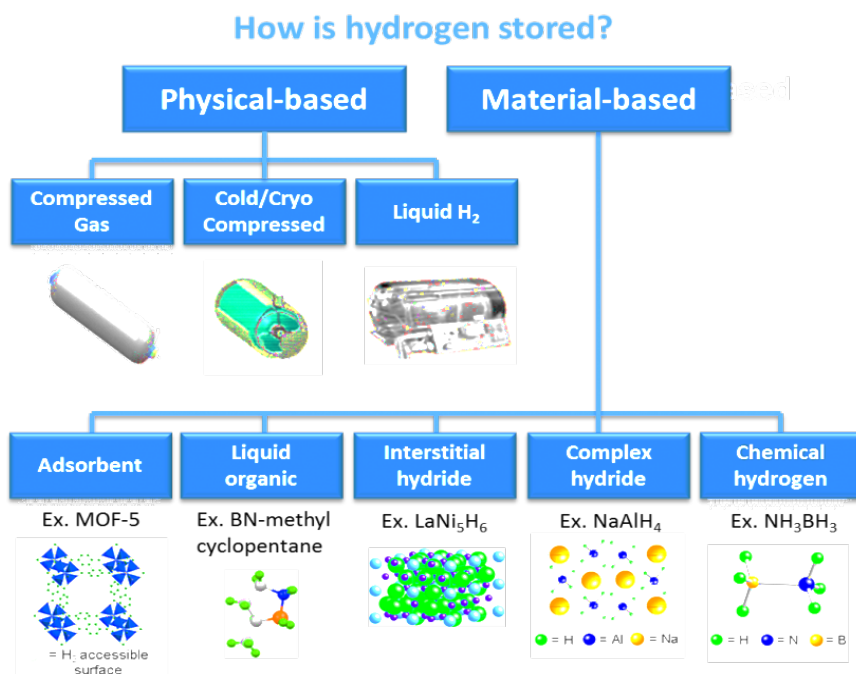 How is hydrogen stored?
Physical-based
Material-based
Compressed
Gas
Cold/Cryo
Compressed
Liquid H₂
Adsorbent
Liquid
organic
Interstitial
hydride
Complex
hydride
Chemical
hydrogen
Ex. MOF-5
Ex. BN-methyl
cyclopentane
Ex. LaNi₅H₆
Ex. NaAlH₄
Ex. NH₃BH₃
= H₂ accessible
surface
= H = Al = Na
= H = N = B